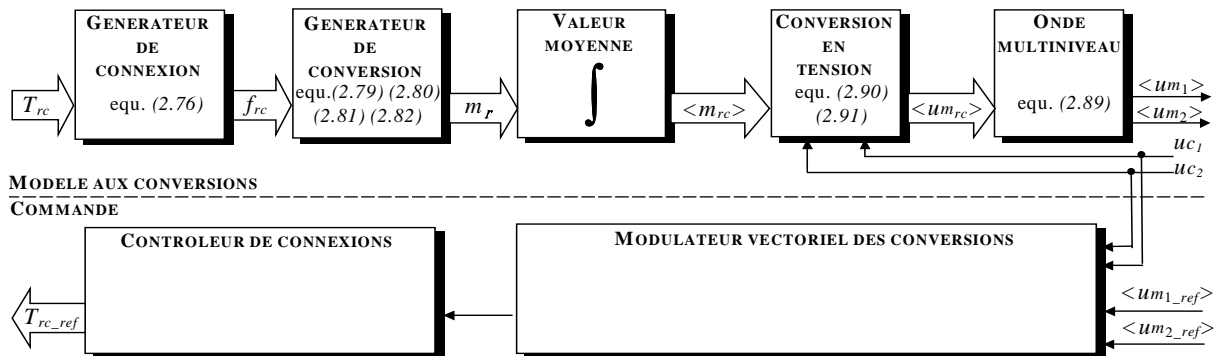 GENERATEUR
DE
CONNEXION
equ. (2.76)
GENERATEUR
DE
CONVERSION
equ.(2.79) (2.80)
(2.81) (2.82)
VALEUR
MOYENNE
∫
CONVERSION
EN
TENSION
equ. (2.90)
(2.91)
ONDE
MULTINIVEAU
equ. (2.89)
T_rc
f_rc
m_r
<m_rc>
<um_rc>
<um_1>
<um_2>
uc_1
uc_2
MODELE AUX CONVERSIONS
COMMANDE
CONTROLEUR DE CONNEXIONS
MODULATEUR VECTORIEL DES CONVERSIONS
T_rc_ref
<um_1_ref>
<um_2_ref>